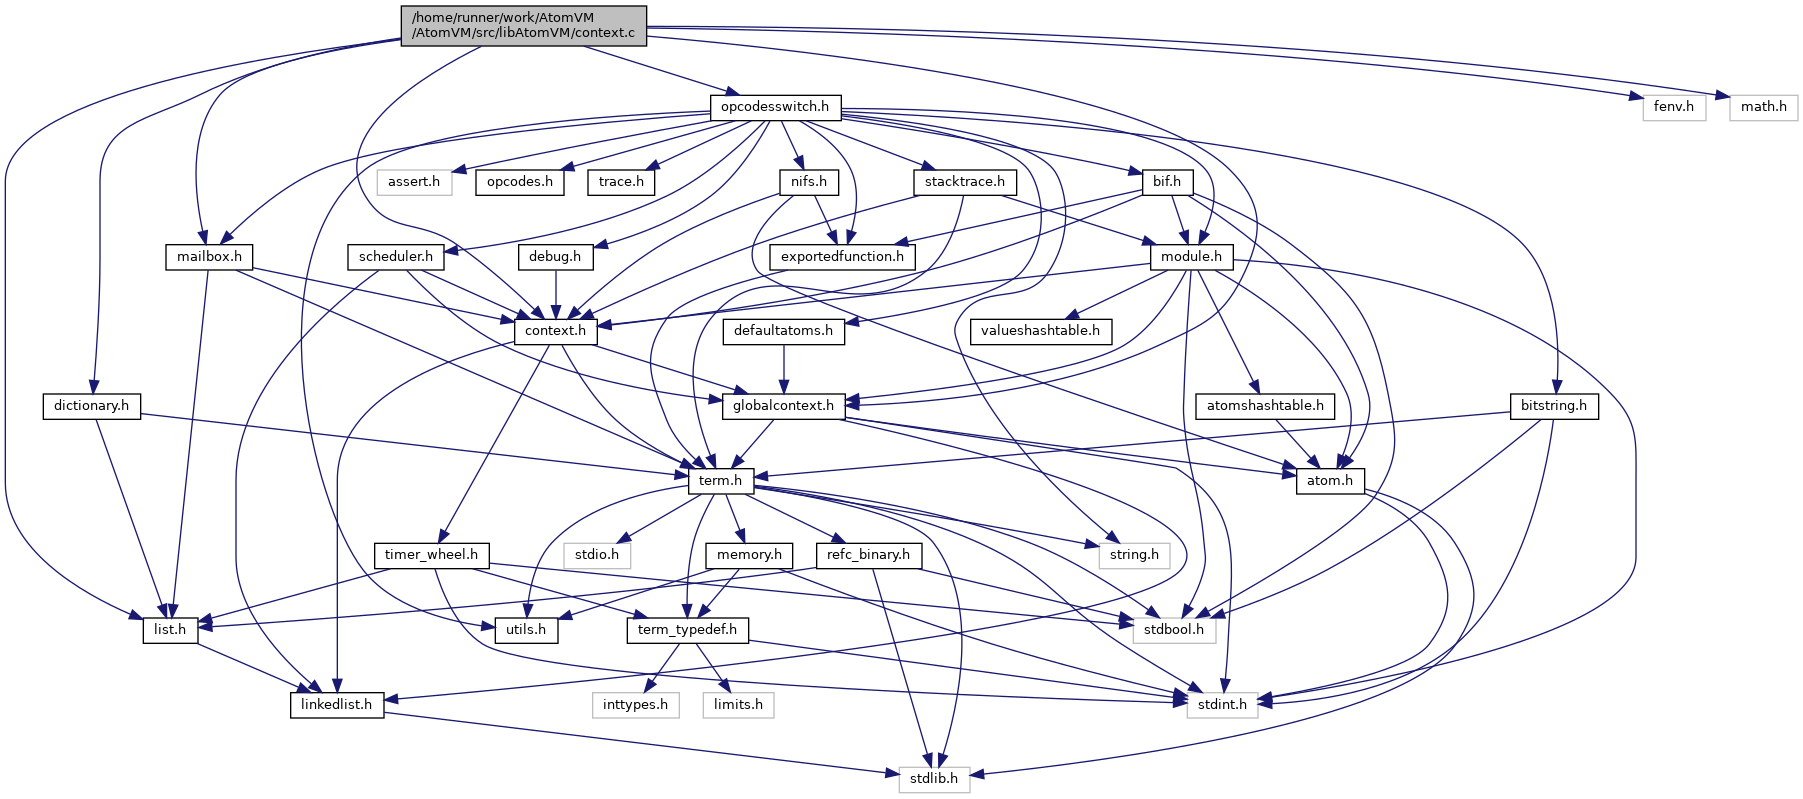 /home/runner/work/AtomVM
/AtomVM/src/libAtomVM/context.c
opcodesswitch.h
fenv.h
math.h
assert.h
opcodes.h
trace.h
nifs.h
stacktrace.h
bif.h
mailbox.h
scheduler.h
debug.h
exportedfunction.h
module.h
context.h
defaultatoms.h
valueshashtable.h
dictionary.h
globalcontext.h
atomshashtable.h
bitstring.h
term.h
atom.h
timer_wheel.h
stdio.h
memory.h
refc_binary.h
string.h
list.h
utils.h
term_typedef.h
stdbool.h
linkedlist.h
inttypes.h
limits.h
stdint.h
stdlib.h